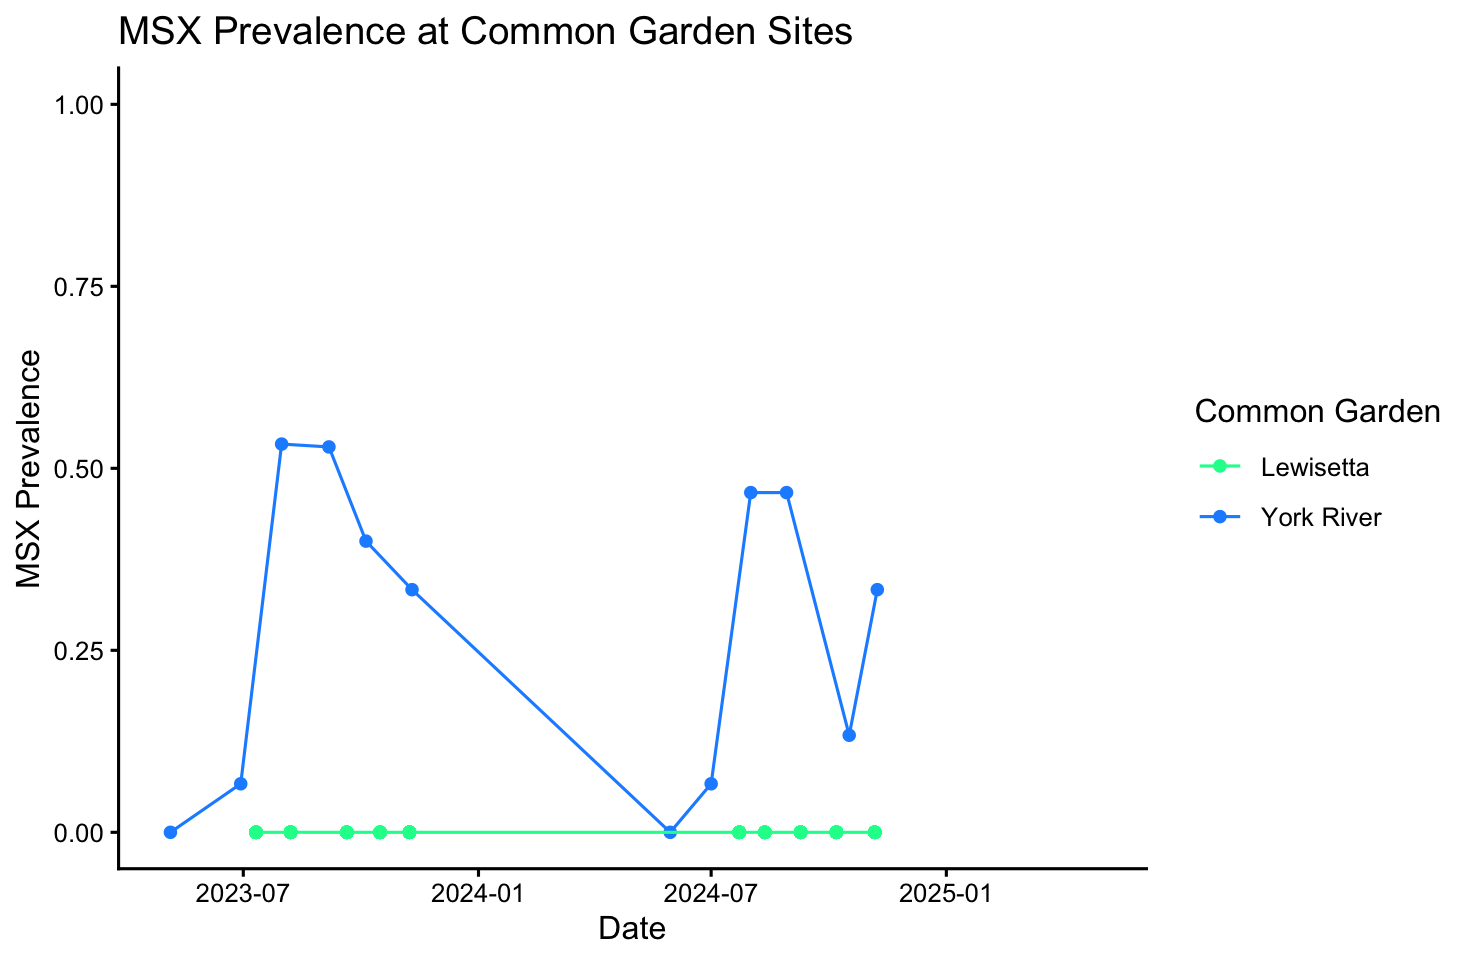 MSX Prevalence at Common Garden Sites
1.00
0.75
0.50
0.25
0.00
MSX Prevalence
2023-07
2024-01
2024-07
2025-01
Date
Common Garden
Lewisetta
York River